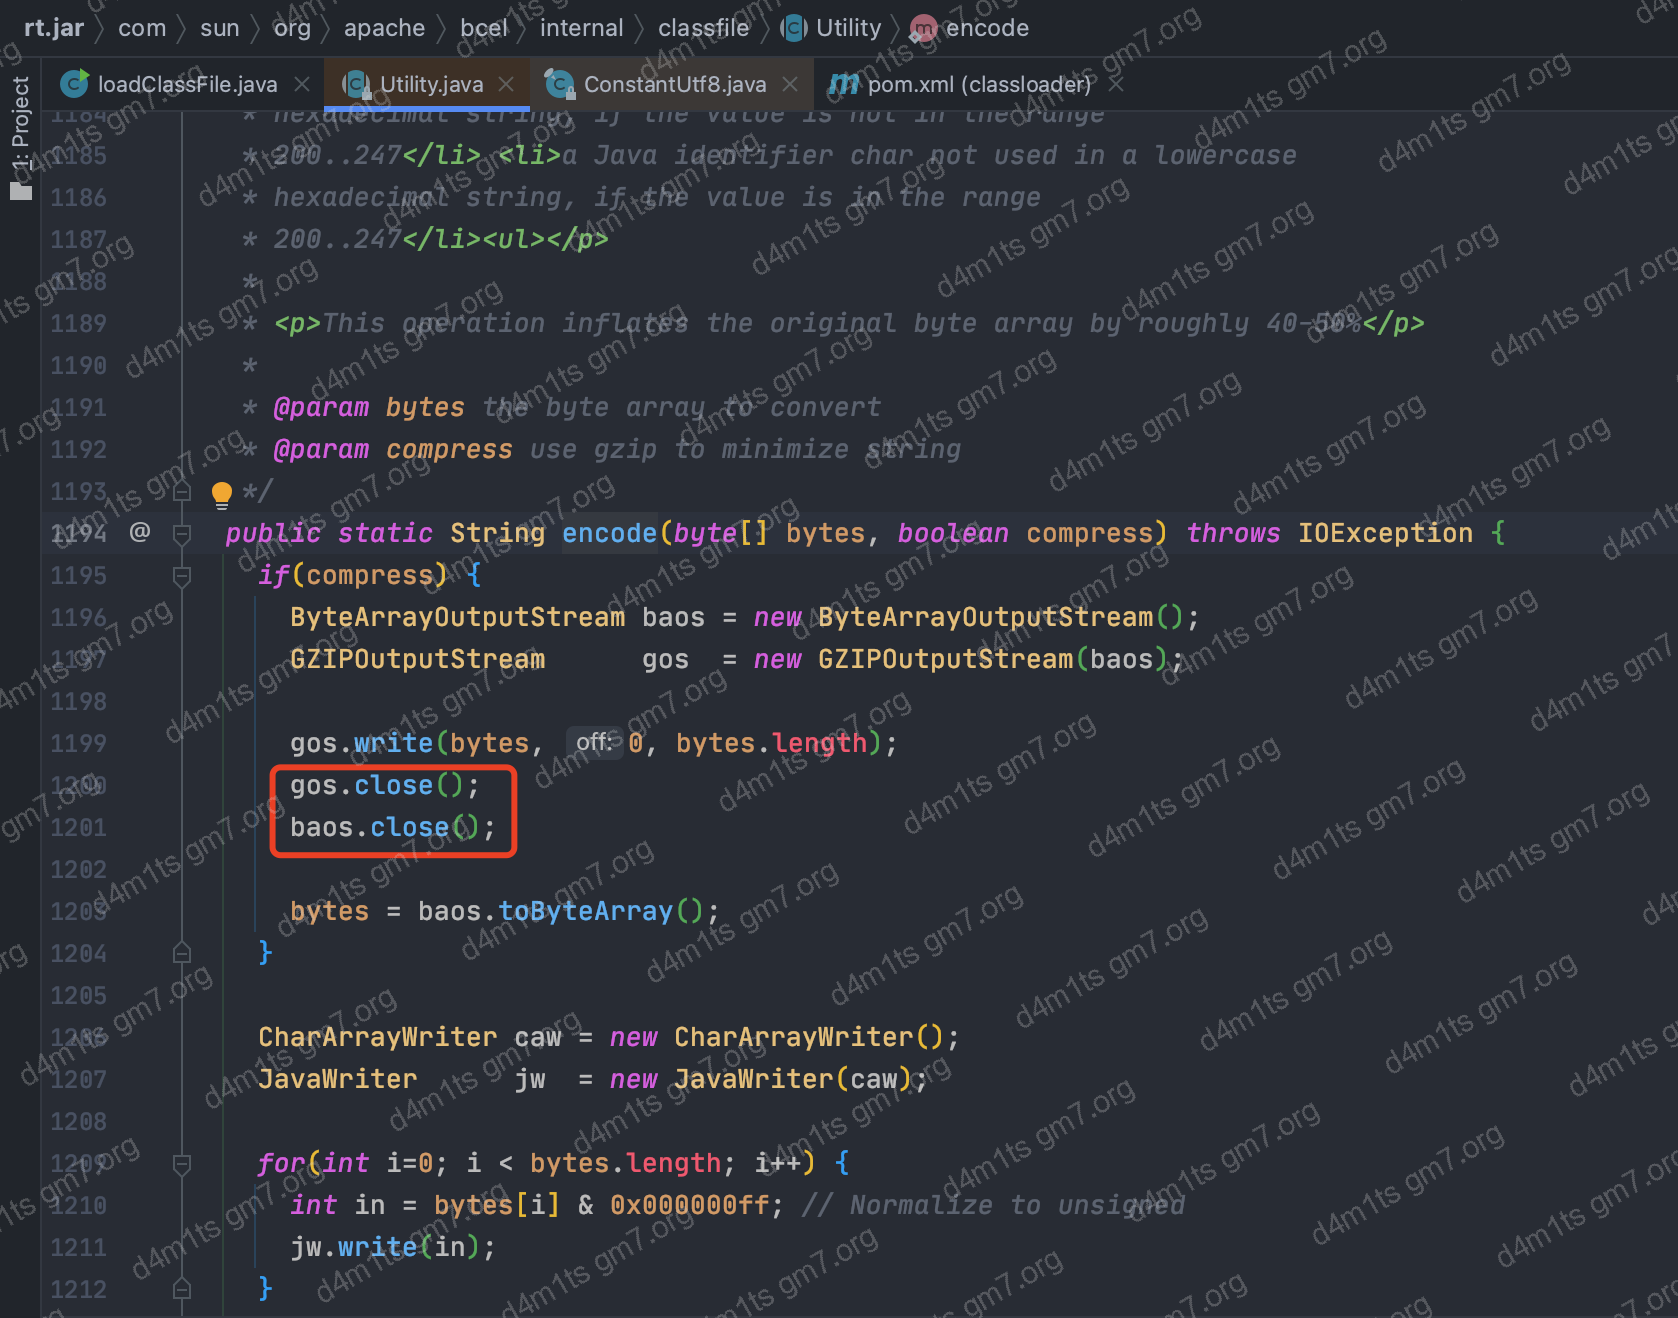 rt.jar com sun org apache bcel internal classfile Utility encode
loadClassFile.java Utility.java ConstantUtf8.java pom.xml (classloader)
1: Project
1184 * hexadecimal string, if the value is not in the range
1185 * 200..247</li> <li>a Java identifier char not used in a lowercase
1186 * hexadecimal string, if the value is in the range
1187 * 200..247</li><ul></p>
1188 *
1189 * <p>This operation inflates the original byte array by roughly 40-50%</p>
1190 *
1191 * @param bytes the byte array to convert
1192 * @param compress use gzip to minimize string
1193 */
1194 @ public static String encode(byte[] bytes, boolean compress) throws IOException {
1195 if(compress) {
1196 ByteArrayOutputStream baos = new ByteArrayOutputStream();
1197 GZIPOutputStream gos = new GZIPOutputStream(baos);
1198
1199 gos.write(bytes, off: 0, bytes.length);
1200 gos.close();
1201 baos.close();
1202
1203 bytes = baos.toByteArray();
1204 }
1205
1206 CharArrayWriter caw = new CharArrayWriter();
1207 JavaWriter jw = new JavaWriter(caw);
1208
1209 for(int i=0; i < bytes.length; i++) {
1210 int in = bytes[i] & 0x000000ff; // Normalize to unsigned
1211 jw.write(in);
1212 }
d4m1ts gm7.org